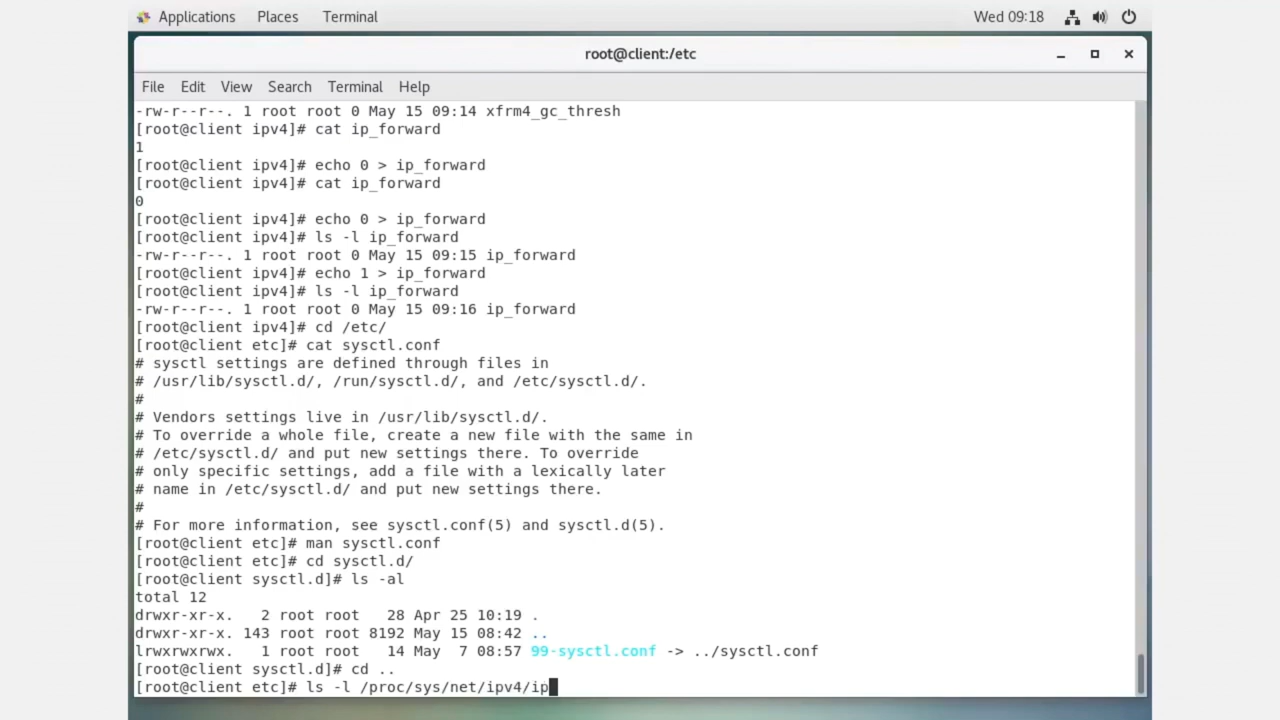 Applications Places Terminal Wed 09:18
root@client:/etc
File Edit View Search Terminal Help
-rw-r--r--. 1 root root 0 May 15 09:14 xfrm4_gc_thresh
[root@client ipv4]# cat ip_forward
1
[root@client ipv4]# echo 0 > ip_forward
[root@client ipv4]# cat ip_forward
0
[root@client ipv4]# echo 0 > ip_forward
[root@client ipv4]# ls -l ip_forward
-rw-r--r--. 1 root root 0 May 15 09:15 ip_forward
[root@client ipv4]# echo 1 > ip_forward
[root@client ipv4]# ls -l ip_forward
-rw-r--r--. 1 root root 0 May 15 09:16 ip_forward
[root@client ipv4]# cd /etc/
[root@client etc]# cat sysctl.conf
# sysctl settings are defined through files in
# /usr/lib/sysctl.d/, /run/sysctl.d/, and /etc/sysctl.d/.
#
# Vendors settings live in /usr/lib/sysctl.d/.
# To override a whole file, create a new file with the same in
# /etc/sysctl.d/ and put new settings there. To override
# only specific settings, add a file with a lexically later
# name in /etc/sysctl.d/ and put new settings there.
#
# For more information, see sysctl.conf(5) and sysctl.d(5).
[root@client etc]# man sysctl.conf
[root@client etc]# cd sysctl.d/
[root@client sysctl.d]# ls -al
total 12
drwxr-xr-x.   2 root root   28 Apr 25 10:19 .
drwxr-xr-x. 143 root root 8192 May 15 08:42 ..
lrwxrwxrwx.   1 root root   14 May  7 08:57 99-sysctl.conf -> ../sysctl.conf
[root@client sysctl.d]# cd ..
[root@client etc]# ls -l /proc/sys/net/ipv4/ip